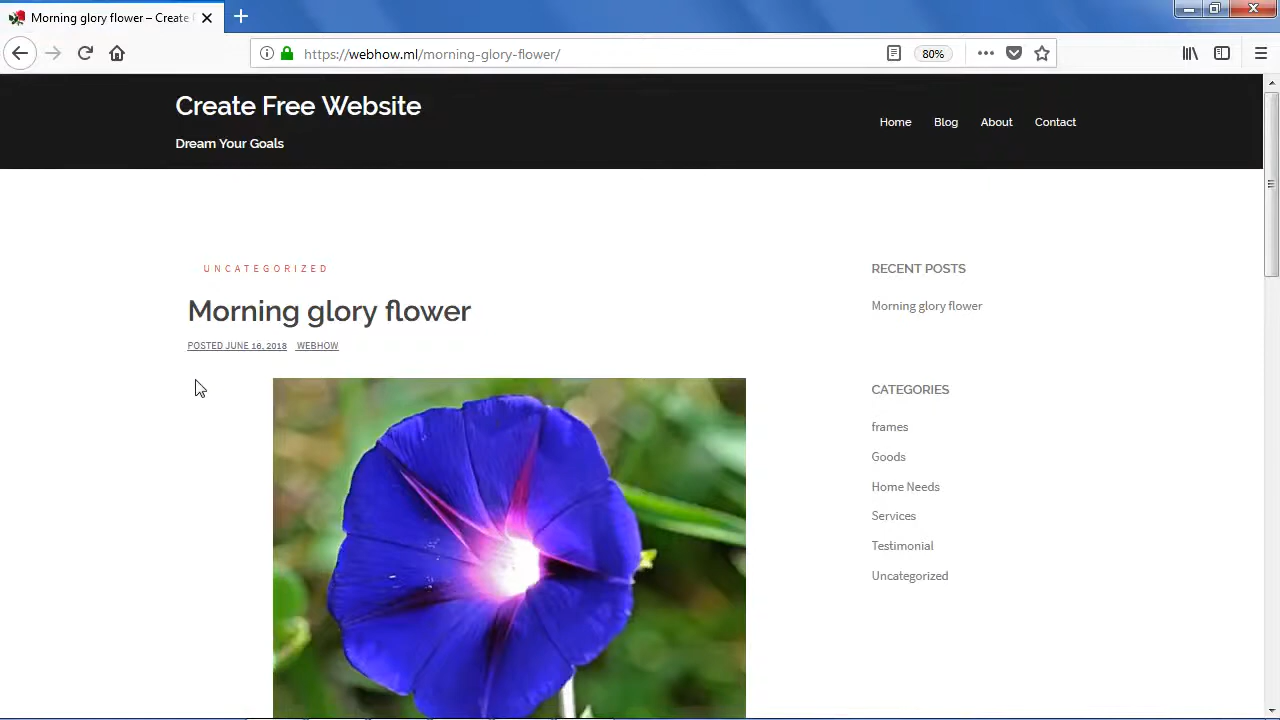 Morning glory flower – Create
https://webhow.ml/morning-glory-flower/
80%
Create Free Website
Dream Your Goals
Home Blog About Contact
UNCATEGORIZED
Morning glory flower
POSTED JUNE 16, 2018 WEBHOW
RECENT POSTS
Morning glory flower
CATEGORIES
frames
Goods
Home Needs
Services
Testimonial
Uncategorized